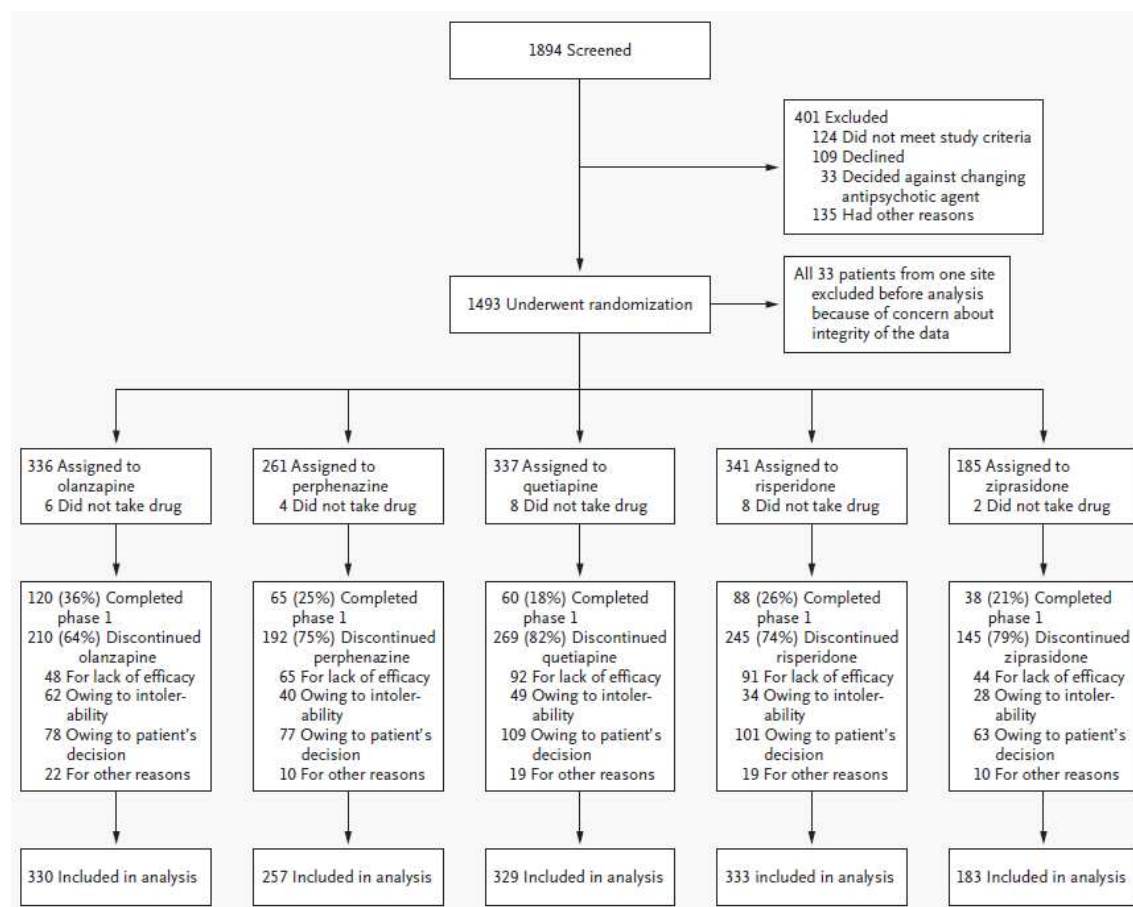 1894 Screened
401 Excluded
124 Did not meet study criteria
109 Declined
33 Decided against changing
antipsychotic agent
135 Had other reasons
1493 Underwent randomization
All 33 patients from one site
excluded before analysis
because of concern about
integrity of the data
336 Assigned to
olanzapine
6 Did not take drug
261 Assigned to
perphenazine
4 Did not take drug
337 Assigned to
quetiapine
8 Did not take drug
341 Assigned to
risperidone
8 Did not take drug
185 Assigned to
ziprasidone
2 Did not take drug
120 (36%) Completed
phase 1
210 (64%) Discontinued
olanzapine
48 For lack of efficacy
62 Owing to intoler-
ability
78 Owing to patient's
decision
22 For other reasons
65 (25%) Completed
phase 1
192 (75%) Discontinued
perphenazine
65 For lack of efficacy
40 Owing to intoler-
ability
77 Owing to patient's
decision
10 For other reasons
60 (18%) Completed
phase 1
269 (82%) Discontinued
quetiapine
92 For lack of efficacy
49 Owing to intoler-
ability
109 Owing to patient's
decision
19 For other reasons
88 (26%) Completed
phase 1
245 (74%) Discontinued
risperidone
91 For lack of efficacy
34 Owing to intoler-
ability
101 Owing to patient's
decision
19 For other reasons
38 (21%) Completed
phase 1
145 (79%) Discontinued
ziprasidone
44 For lack of efficacy
28 Owing to intoler-
ability
63 Owing to patient's
decision
10 For other reasons
330 Included in analysis
257 Included in analysis
329 Included in analysis
333 included in analysis
183 Included in analysis